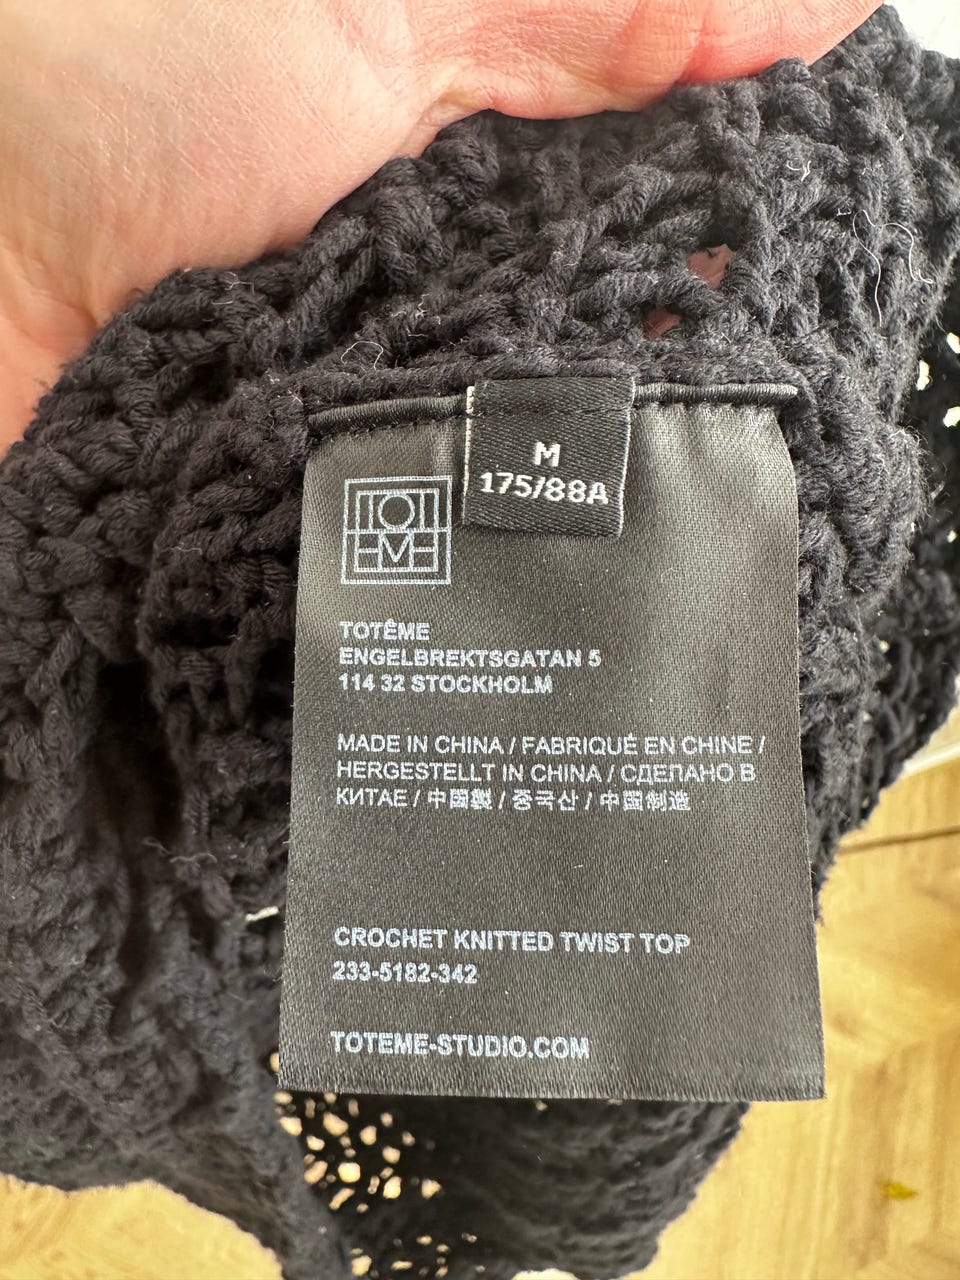 M
175/88A
TOT
EME
TOTÊME
ENGELBREKTSGATAN 5
114 32 STOCKHOLM
MADE IN CHINA / FABRIQUÉ EN CHINE /
HERGESTELLT IN CHINA / СДЕЛАНО В
КИТАЕ / 中國製 / 중국산 / 中国制造
CROCHET KNITTED TWIST TOP
233-5182-342
TOTEME-STUDIO.COM